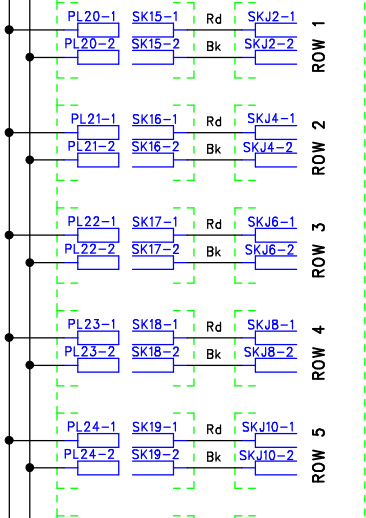 PL20-1 SK15-1 Rd SKJ2-1
PL20-2 SK15-2 Bk SKJ2-2
ROW 1
PL21-1 SK16-1 Rd SKJ4-1
PL21-2 SK16-2 Bk SKJ4-2
ROW 2
PL22-1 SK17-1 Rd SKJ6-1
PL22-2 SK17-2 Bk SKJ6-2
ROW 3
PL23-1 SK18-1 Rd SKJ8-1
PL23-2 SK18-2 Bk SKJ8-2
ROW 4
PL24-1 SK19-1 Rd SKJ10-1
PL24-2 SK19-2 Bk SKJ10-2
ROW 5